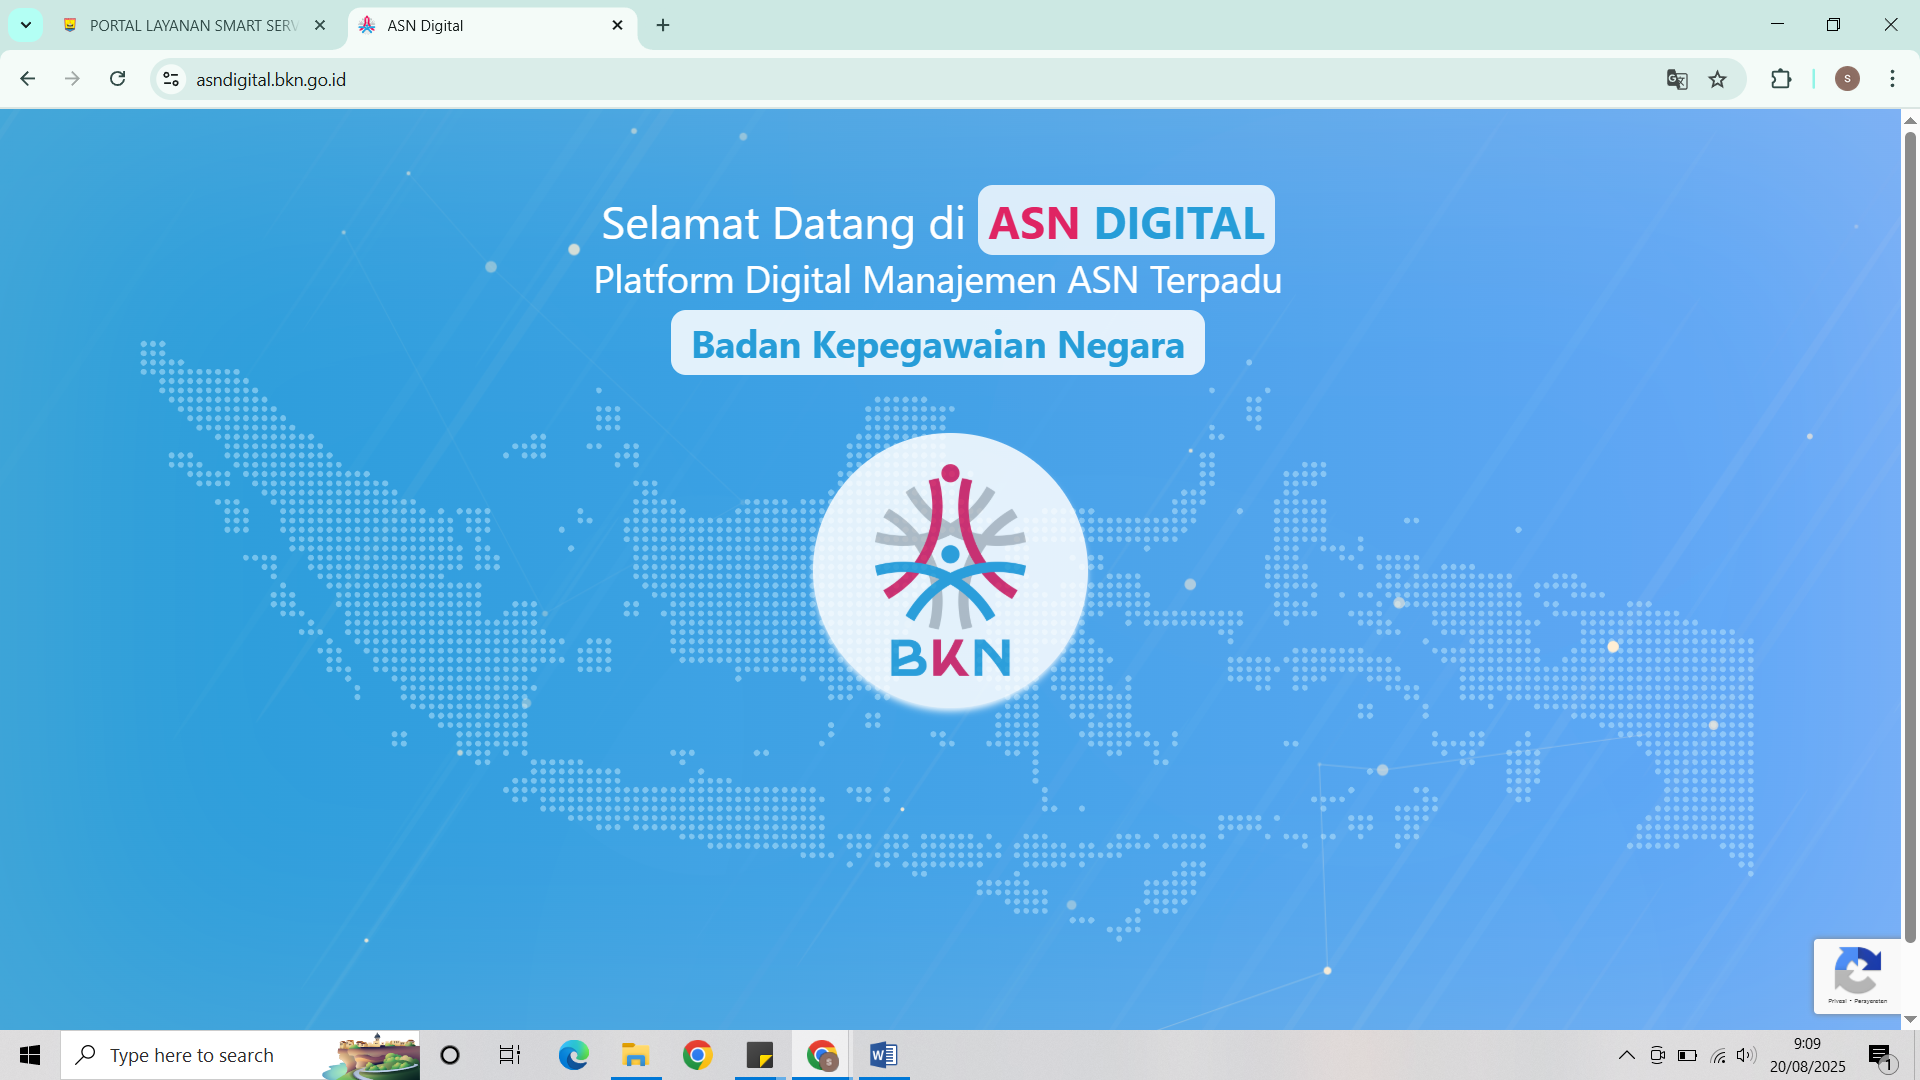 PORTAL LAYANAN SMART SERV
ASN Digital
asndigital.bkn.go.id
S
Selamat Datang di ASN DIGITAL
Platform Digital Manajemen ASN Terpadu
Badan Kepegawaian Negara
BKN
Privasi - Persyaratan
Type here to search
S
W
9:09
20/08/2025
1